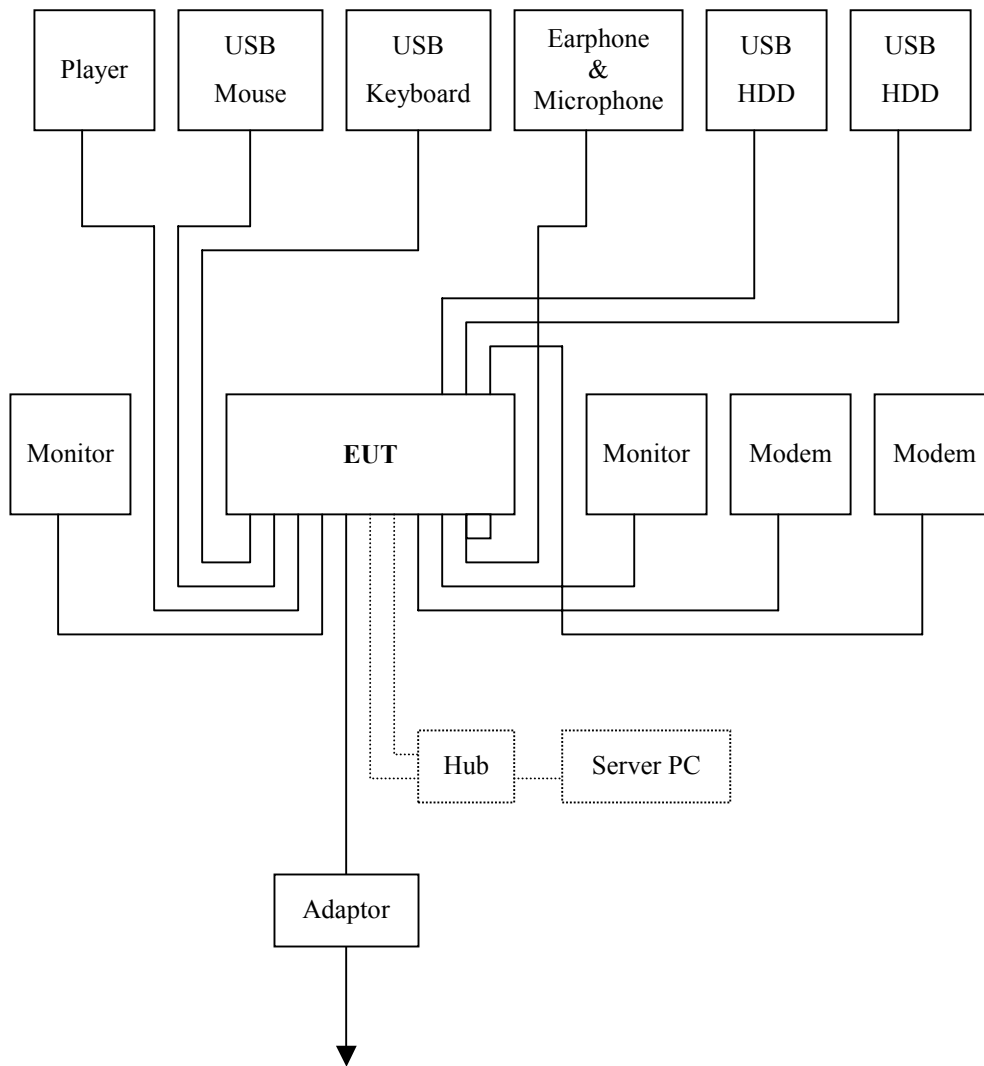 Player
USB
Mouse
USB
Keyboard
Earphone
&
Microphone
USB
HDD
USB
HDD
Monitor
EUT
Monitor
Modem
Modem
Hub
Server PC
Adaptor